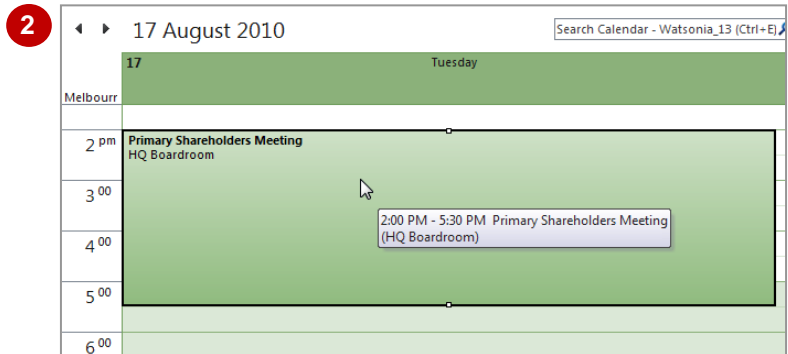 2
17 August 2010
Search Calendar - Watsonia_13 (Ctrl+E)
17 Tuesday
Melbourr
2 pm Primary Shareholders Meeting
HQ Boardroom
3 00
2:00 PM - 5:30 PM Primary Shareholders Meeting
(HQ Boardroom)
4 00
5 00
6 00